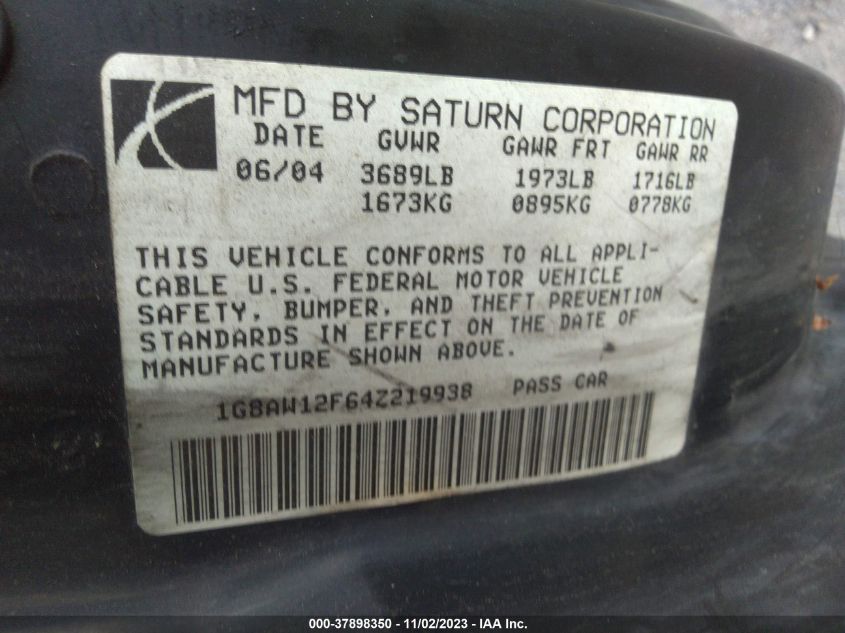 MFD BY SATURN CORPORATION
DATE GVWR GAWR FRT GAWR RR
06/04 3689LB 1973LB 1716LB
1673KG 0895KG 0778KG
THIS VEHICLE CONFORMS TO ALL APPLI-
CABLE U.S. FEDERAL MOTOR VEHICLE
SAFETY, BUMPER, AND THEFT PREVENTION
STANDARDS IN EFFECT ON THE DATE OF
MANUFACTURE SHOWN ABOVE.
1G8AW12F64Z219938 PASS CAR
000-37898350 - 11/02/2023 - IAA Inc.